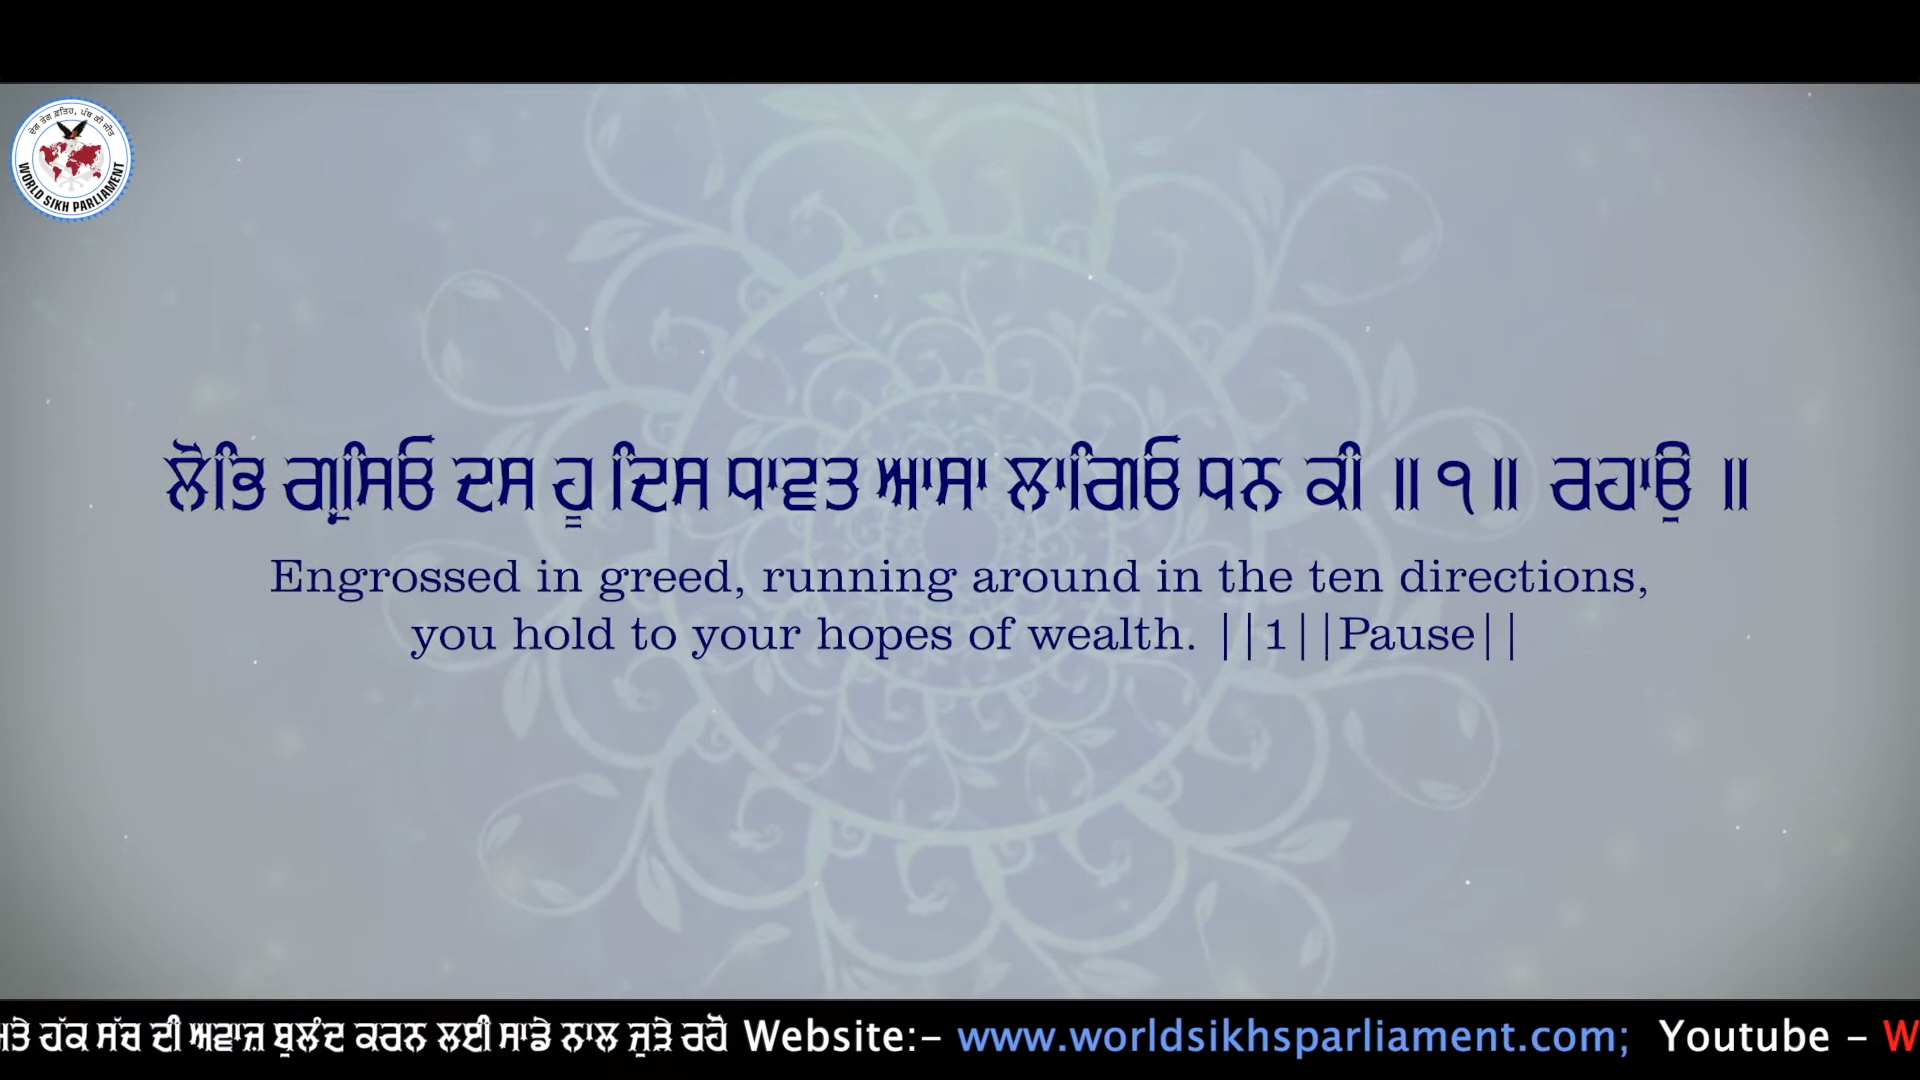 ਦੇਗ ਤੇਗ ਫ਼ਤਿਹ, ਪੰਥ ਕੀ ਜੀਤ
WORLD SIKH PARLIAMENT
ਲੋਭਿ ਗ੍ਰਸਿਓ ਦਸ ਹੂ ਦਿਸ ਧਾਵਤ ਆਸਾ ਲਾਗਿਓ ਧਨ ਕੀ ॥੧॥ ਰਹਾਉ ॥
Engrossed in greed, running around in the ten directions,
you hold to your hopes of wealth. ||1||Pause||
ਹੱਕ ਸੱਚ ਦੀ ਅਵਾਜ਼ ਬੁਲੰਦ ਕਰਨ ਲਈ ਸਾਡੇ ਨਾਲ ਜੁੜੇ ਰਹੋ Website:- www.worldsikhsparliament.com; Youtube - W